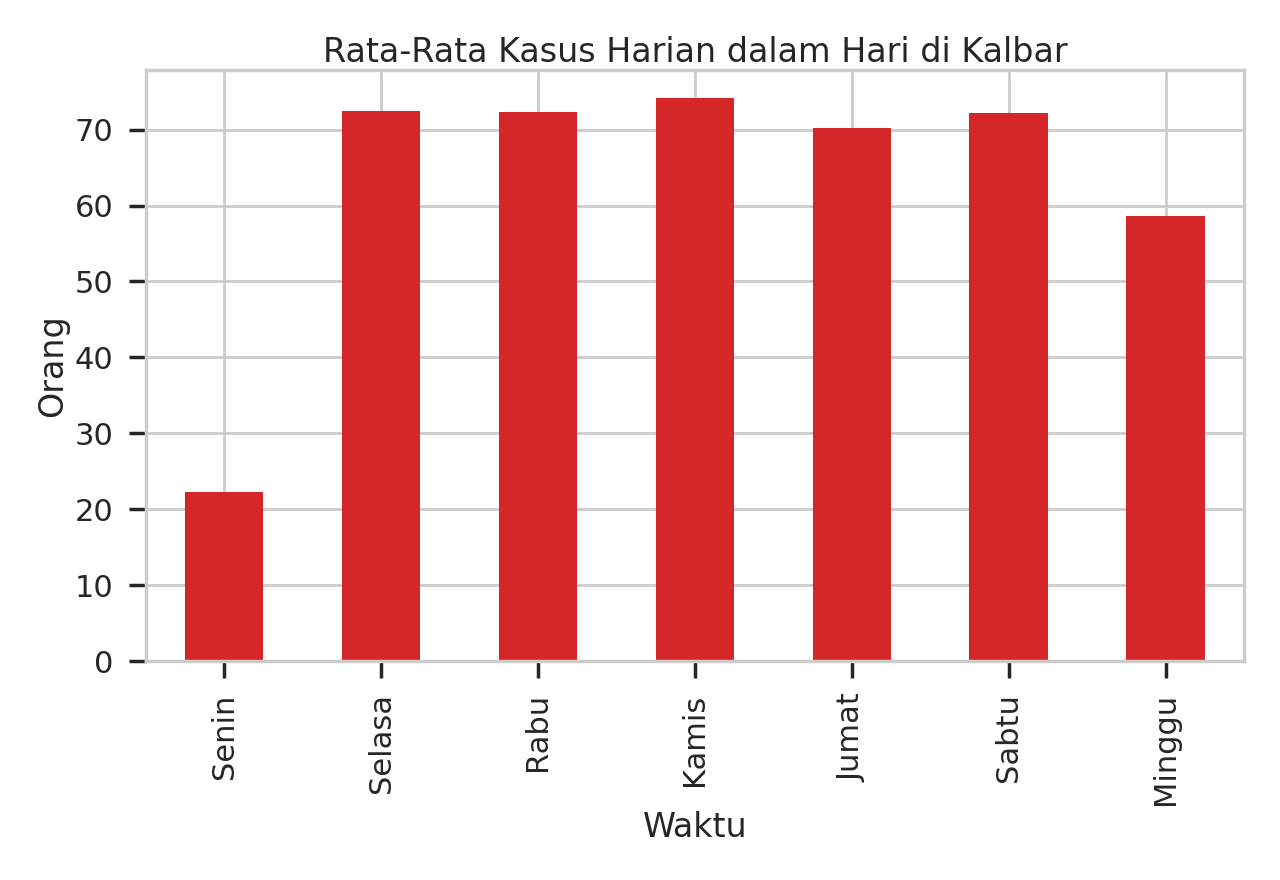 Rata-Rata Kasus Harian dalam Hari di Kalbar
70
60
50
40
30
20
10
0
Orang
Senin
Selasa
Rabu
Kamis
Jumat
Sabtu
Minggu
Waktu